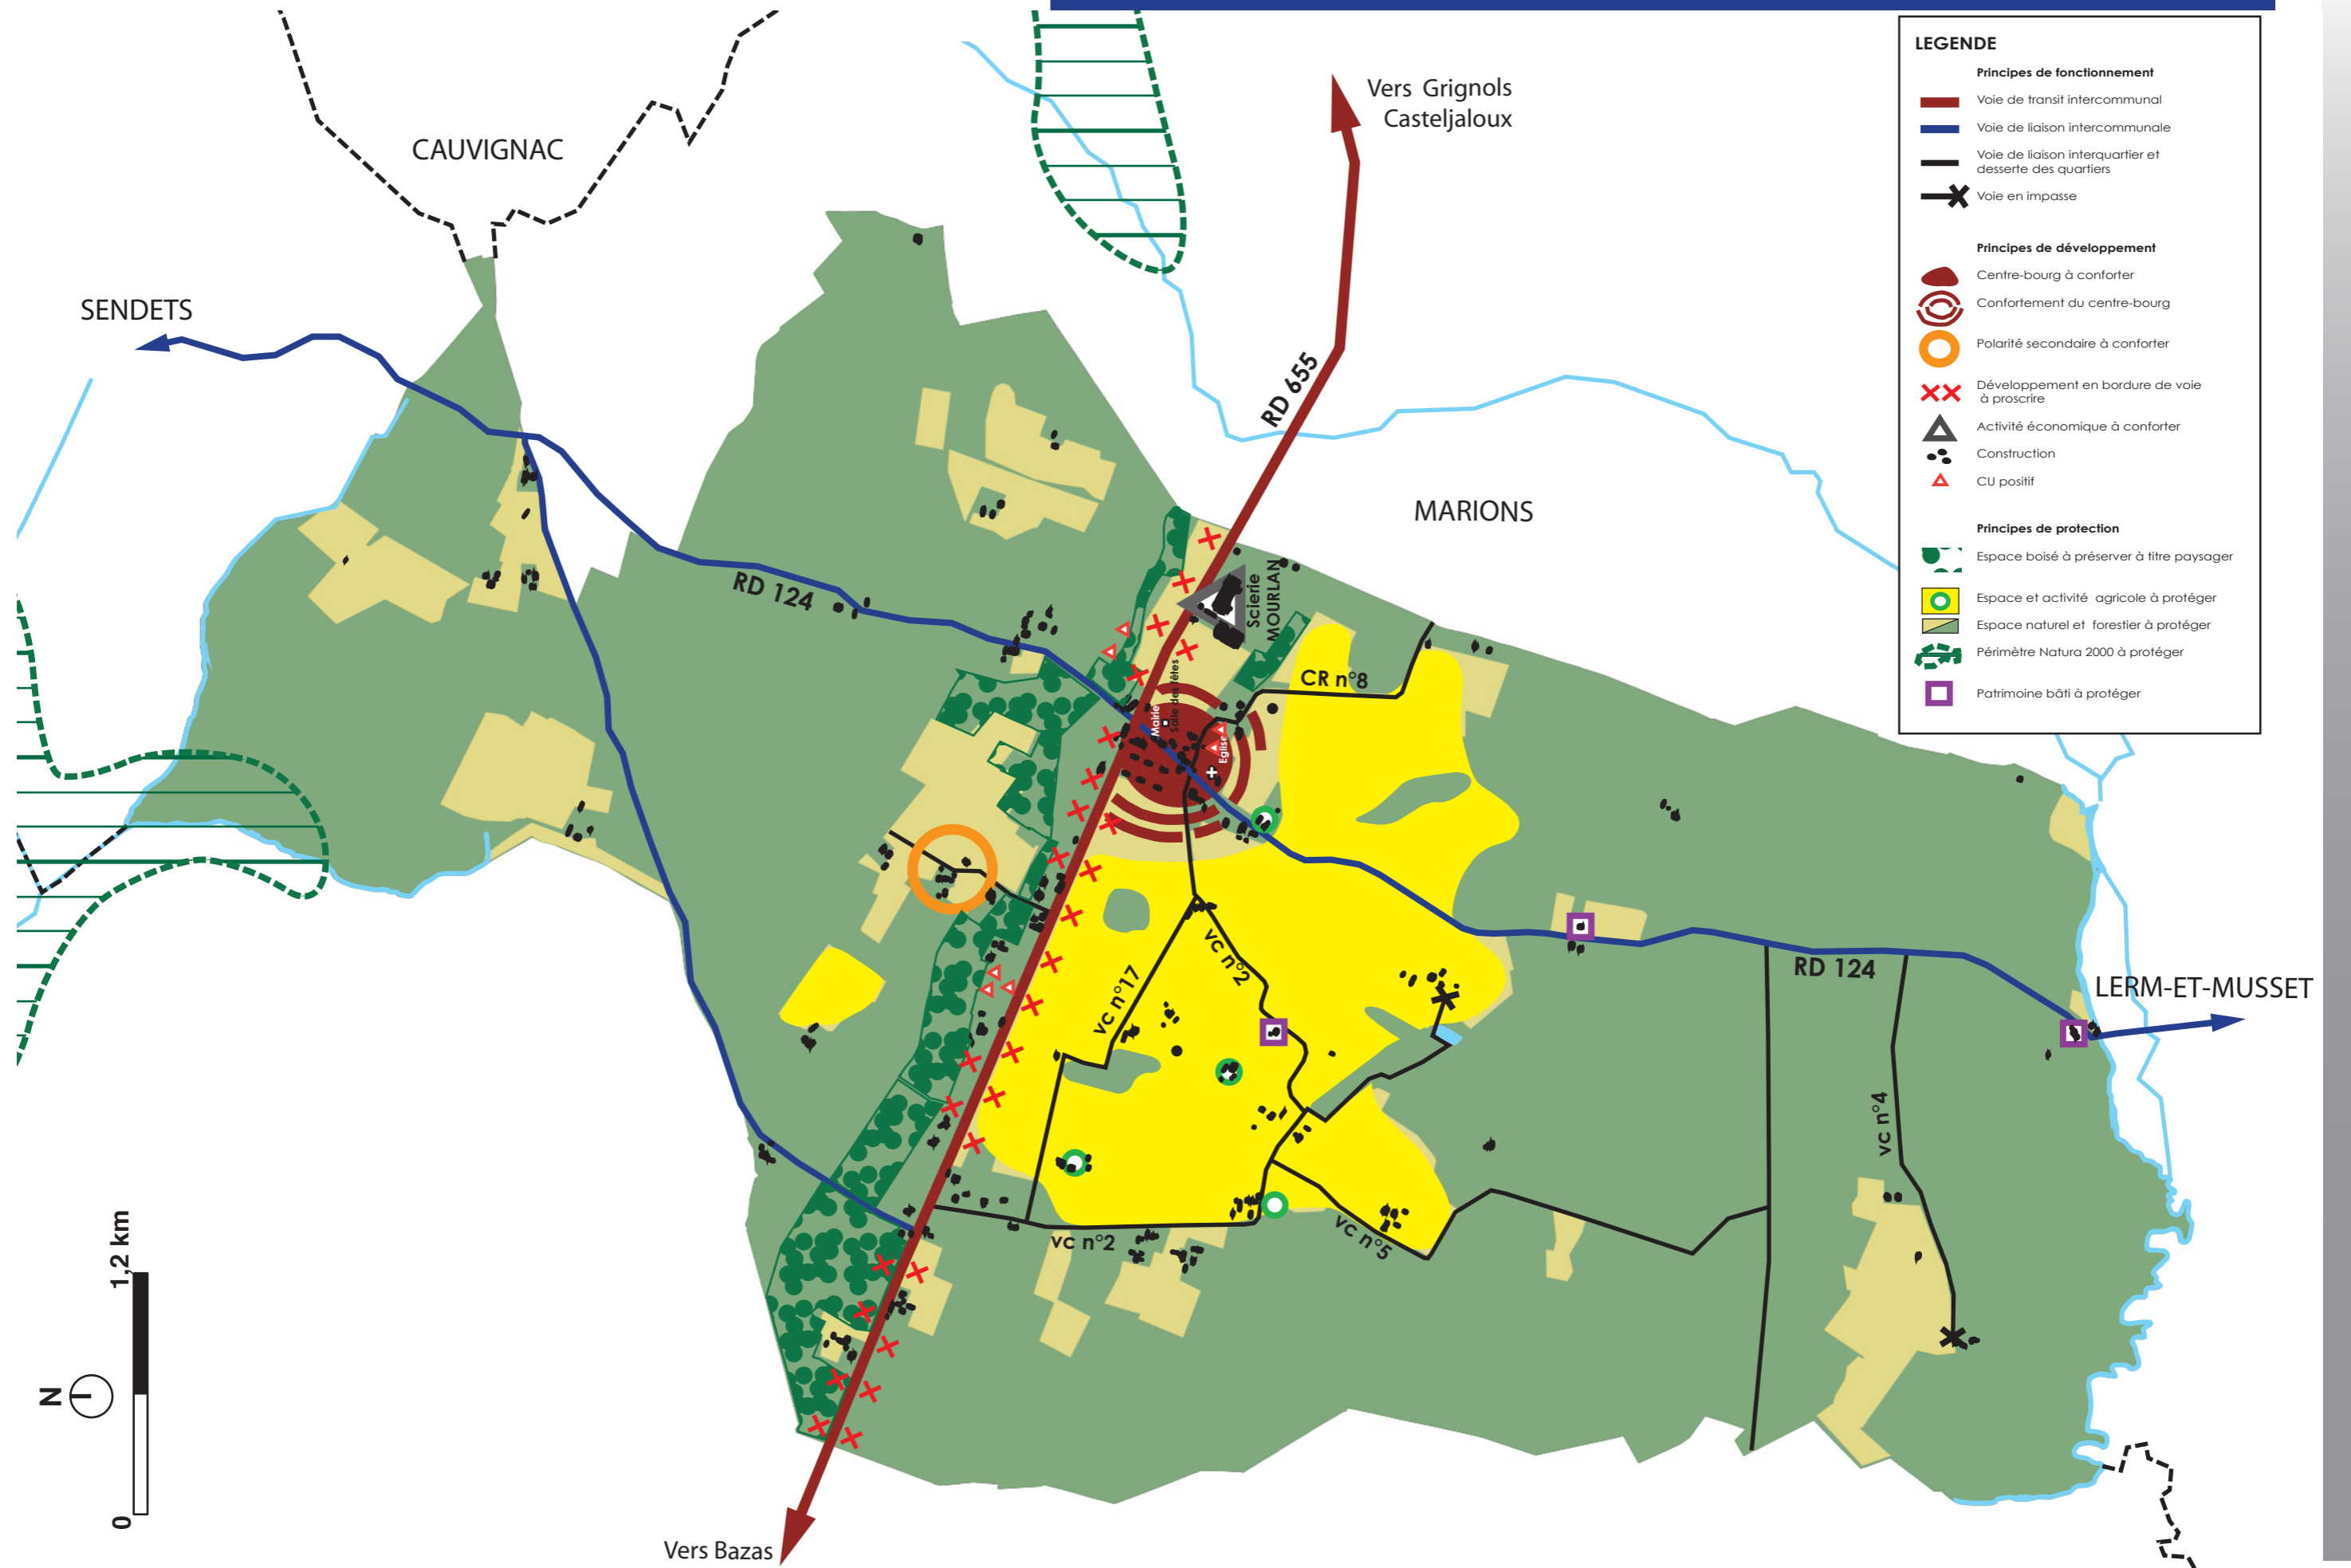 LEGENDE
Principes de fonctionnement
Voie de transit intercommunal
Voie de liaison intercommunale
Voie de liaison interquartier et
desserte des quartiers
Voie en impasse
Principes de développement
Centre-bourg à conforter
Confortement du centre-bourg
Polarité secondaire à conforter
Développement en bordure de voie
à proscrire
Activité économique à conforter
Construction
CU positif
Principes de protection
Espace boisé à préserver à titre paysager
Espace et activité agricole à protéger
Espace naturel et forestier à protéger
Périmètre Natura 2000 à protéger
Patrimoine bâti à protéger
Vers Grignols
Casteljaloux
CAUVIGNAC
SENDETS
RD 655
MARIONS
RD 124
Scierie
MOURLAN
Salle des fêtes
Mairie
Eglise
CR n°8
vc n°2
vc n°17
RD 124
LERM-ET-MUSSET
vc n°4
vc n°2
vc n°5
1,2 km
N
0
Vers Bazas